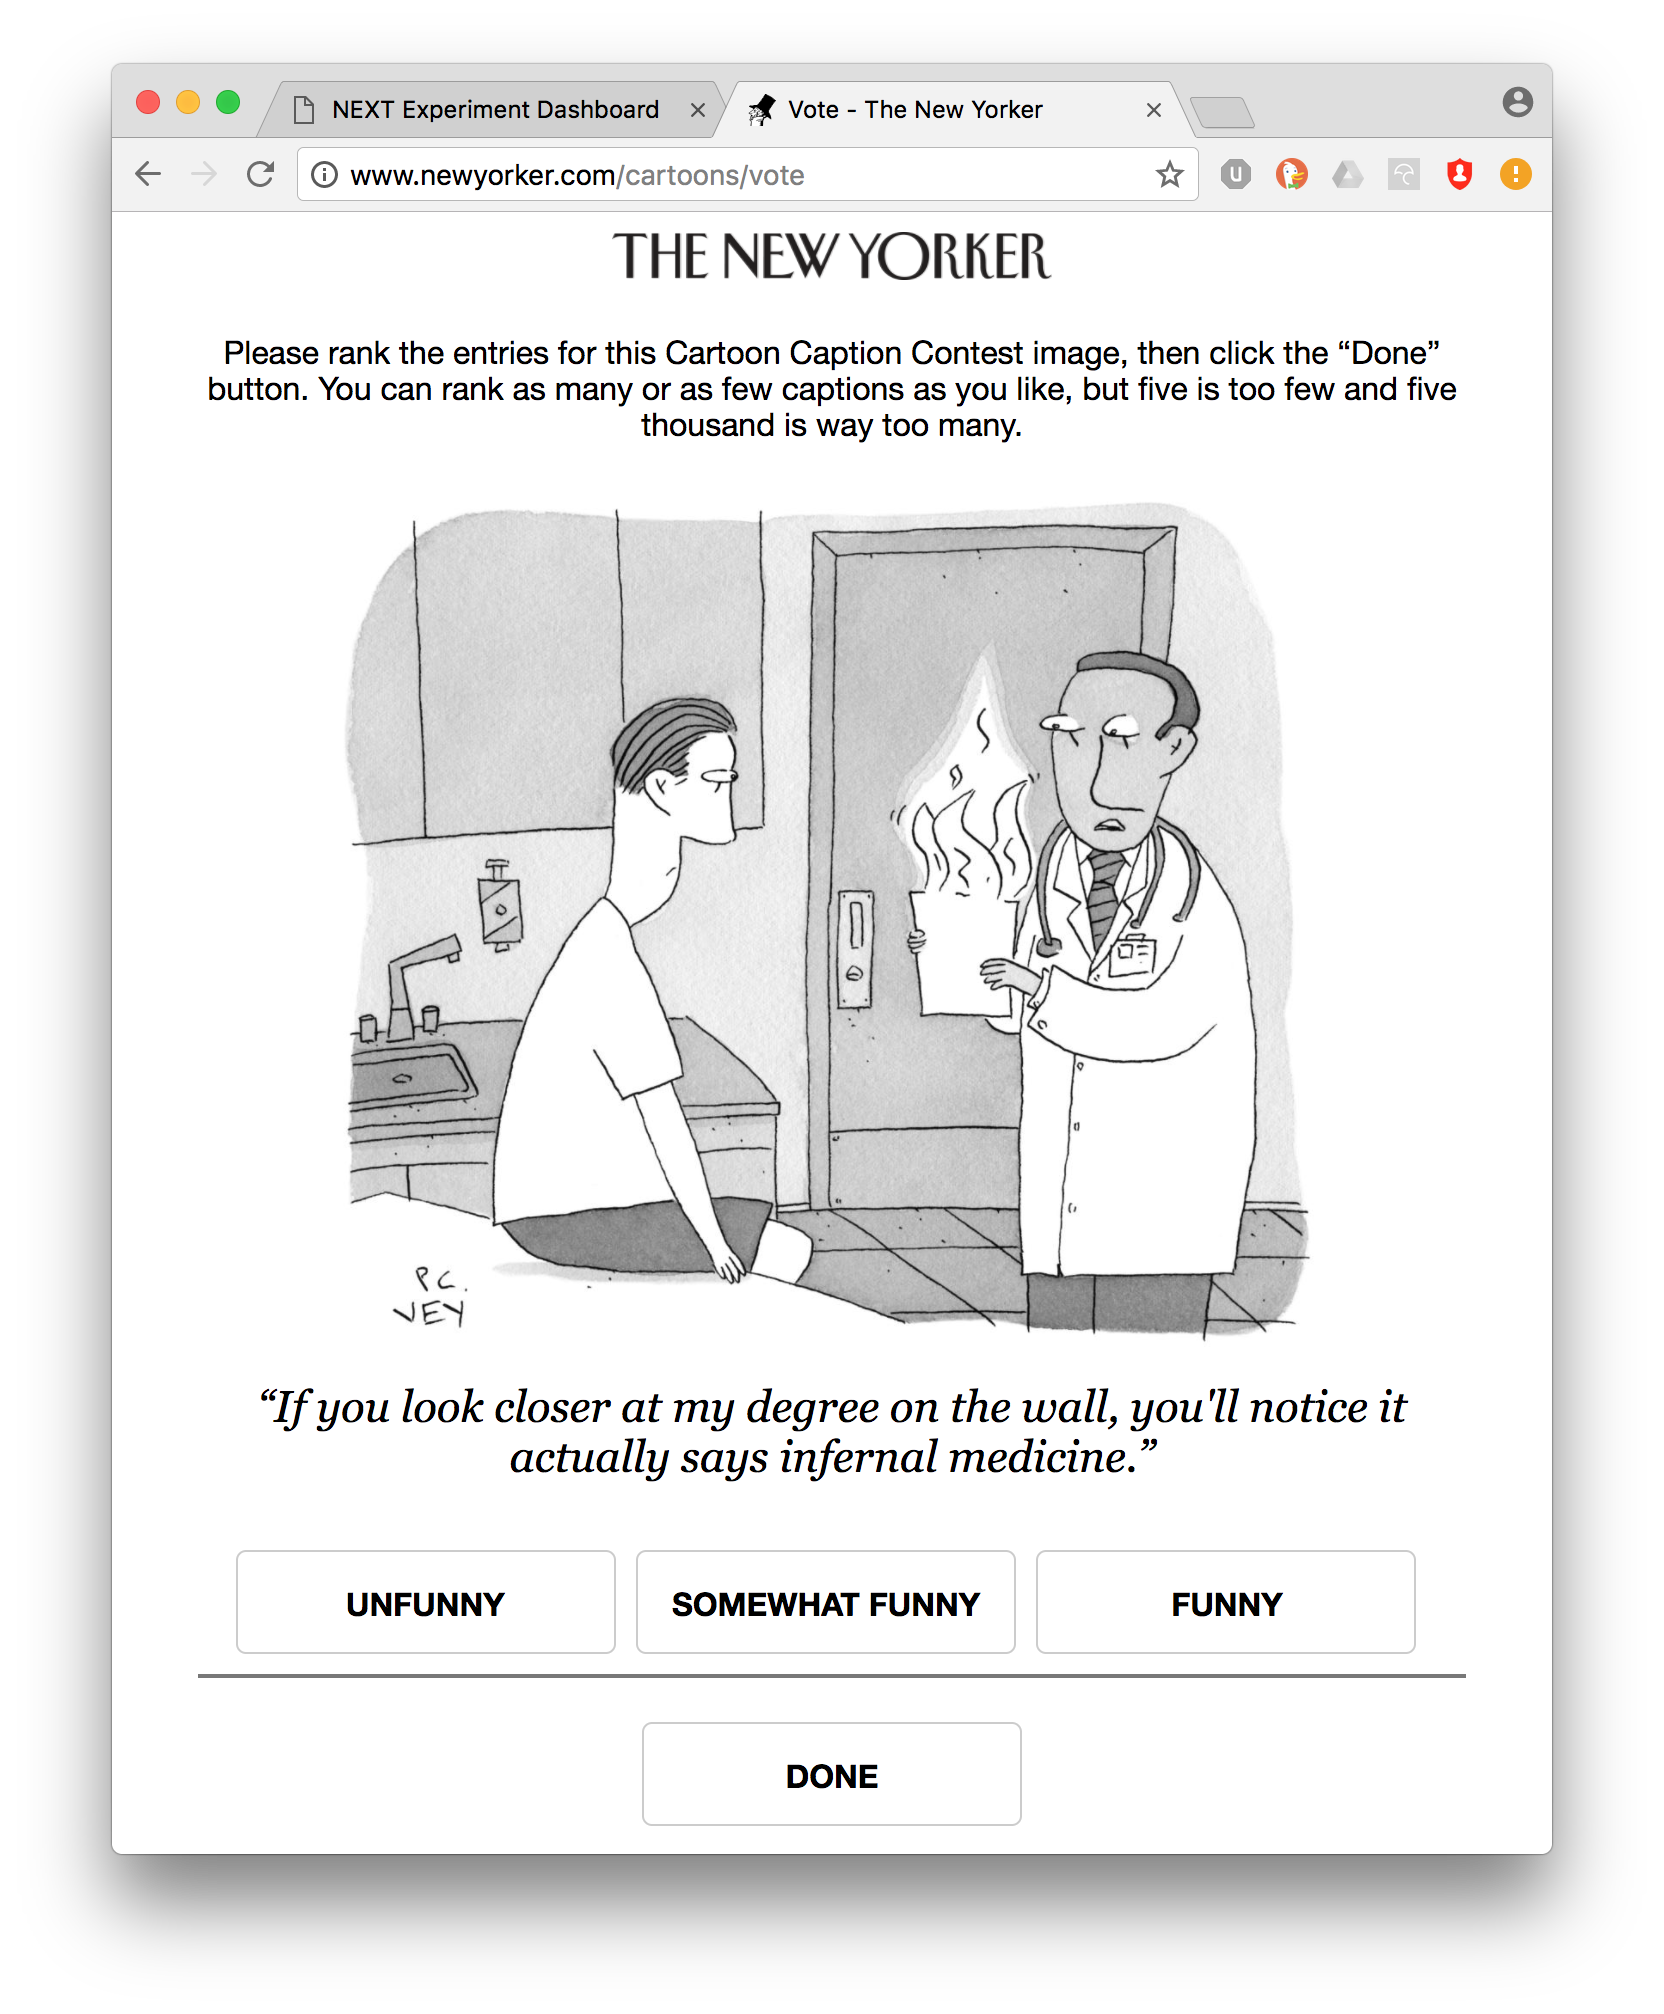 NEXT Experiment Dashboard
Vote - The New Yorker
www.newyorker.com/cartoons/vote
THE NEW YORKER
Please rank the entries for this Cartoon Caption Contest image, then click the “Done”
button. You can rank as many or as few captions as you like, but five is too few and five
thousand is way too many.
P.C.
VEY
“If you look closer at my degree on the wall, you'll notice it
actually says infernal medicine.”
UNFUNNY
SOMEWHAT FUNNY
FUNNY
DONE